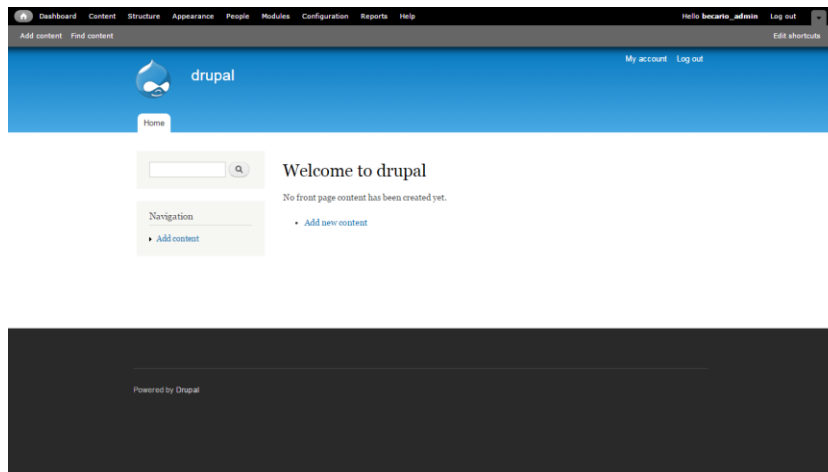 Dashboard Content Structure Appearance People Modules Configuration Reports Help Hello becario_admin Log out
Add content Find content Edit shortcuts
My account Log out
drupal
Home
Welcome to drupal
No front page content has been created yet.
Navigation
Add new content
Add content
Powered by Drupal